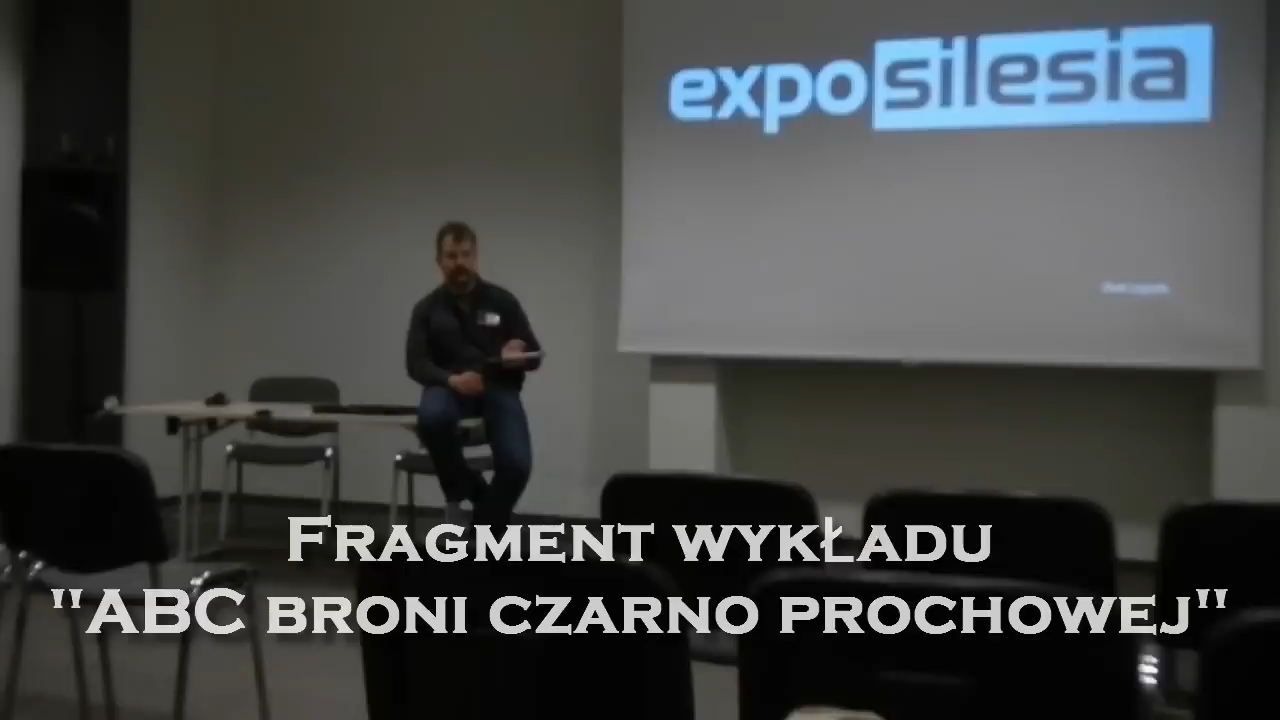 exposilesia
Fragment wykładu
"ABC broni czarno prochowej"